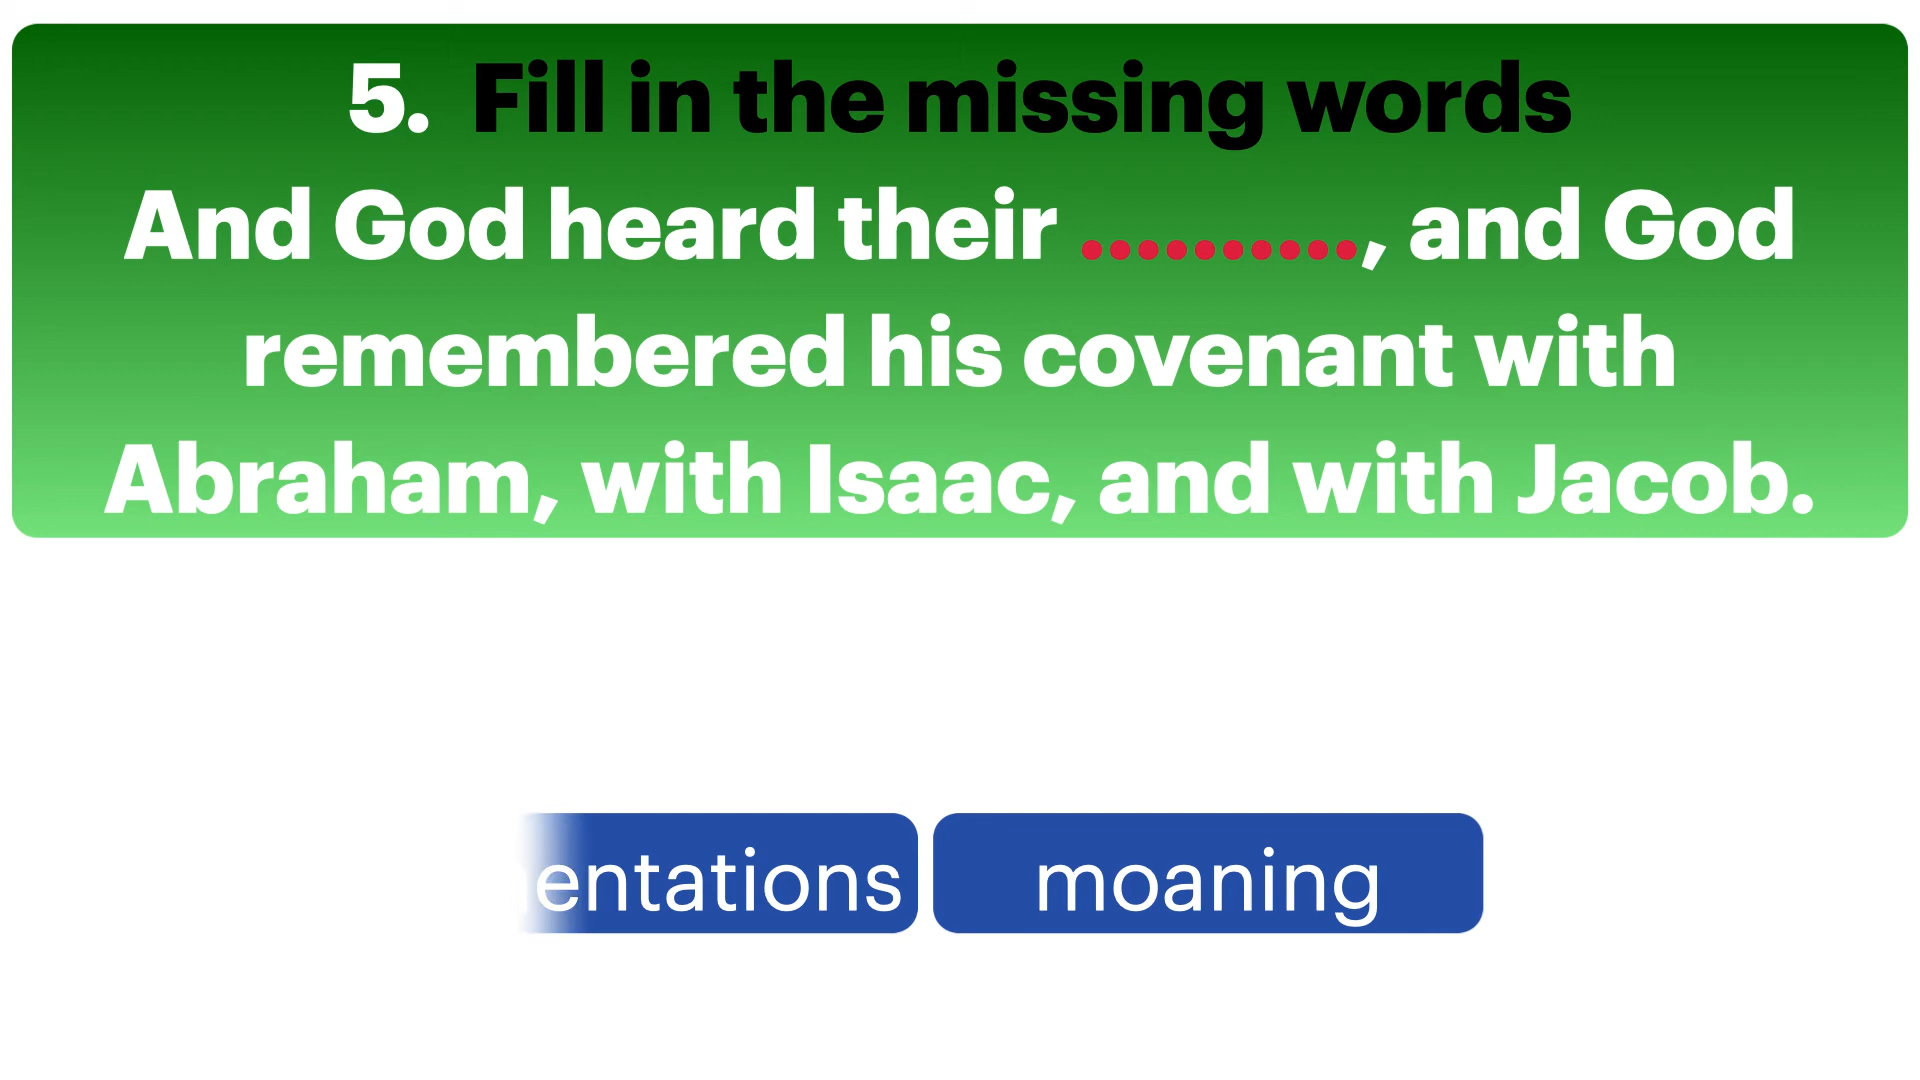 5. Fill in the missing words
And God heard their .........., and God
remembered his covenant with
Abraham, with Isaac, and with Jacob.
moaning